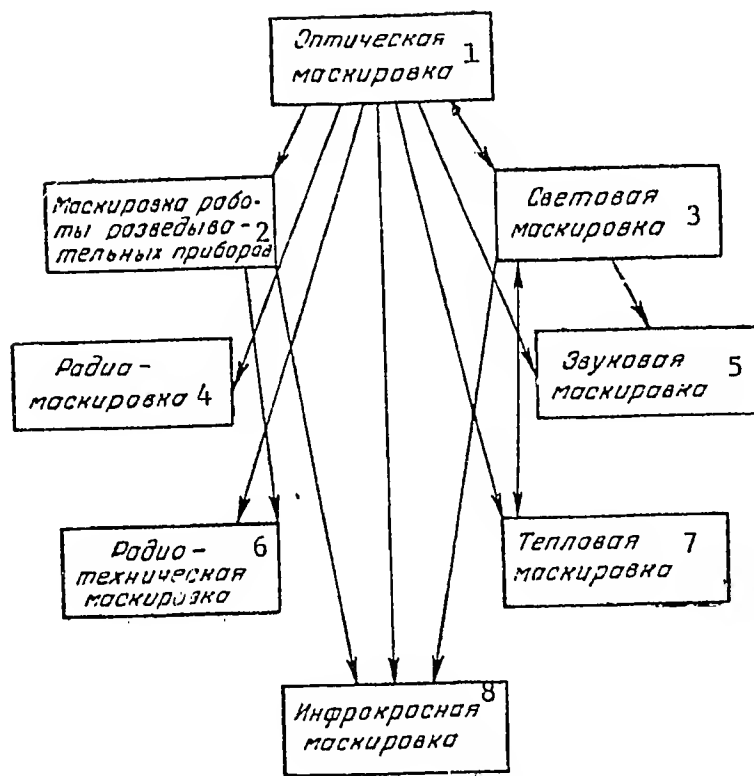 Оптическая 1
маскировка
Маскировка рабо-
ты разведыва- 2
тельных приборов
Световая 3
маскировка
Радио-
маскировка 4
Звуковая 5
маскировка
Радио- 6
техническая
маскировка
Тепловая 7
маскировка
8
Инфрокрасная
маскировка